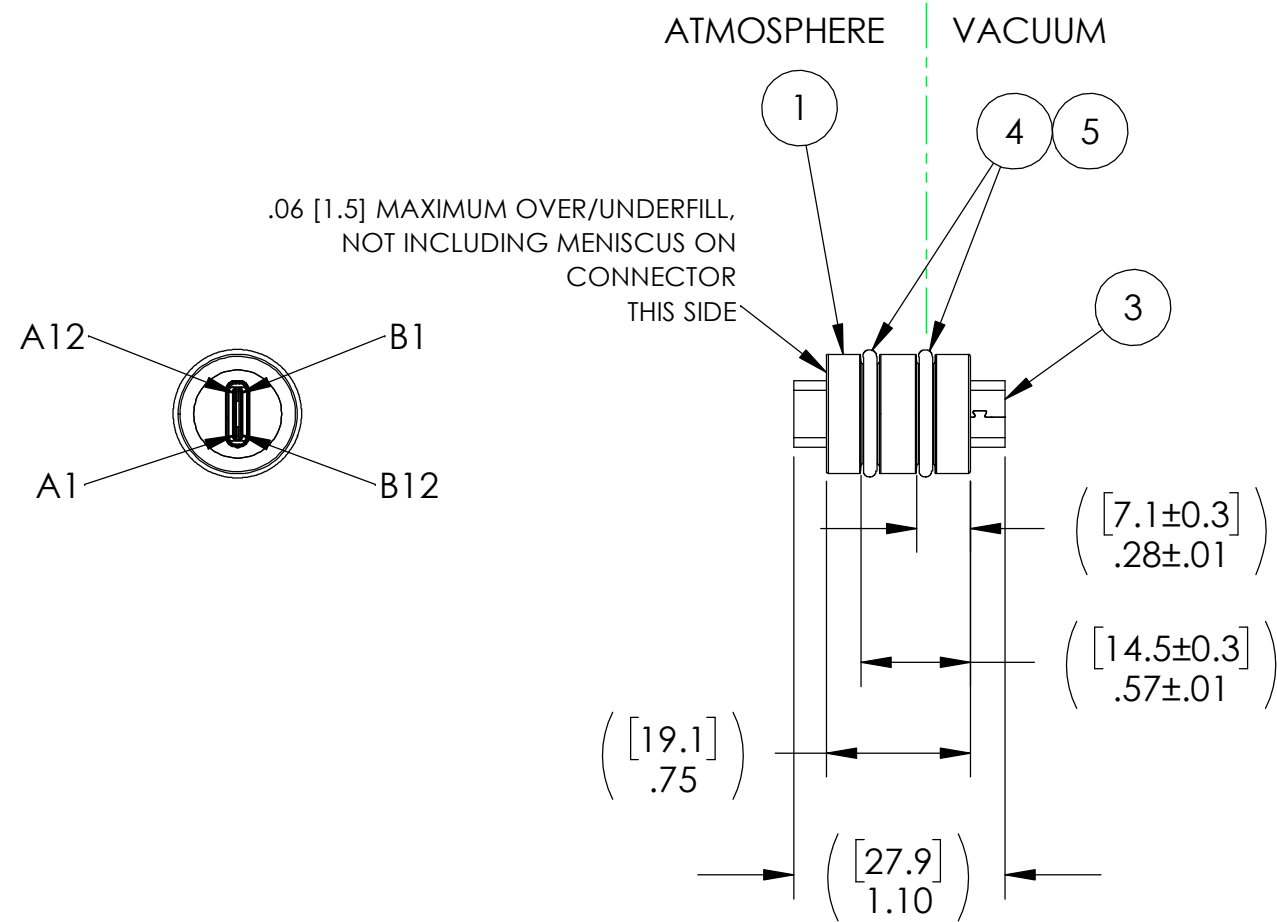 ATMOSPHERE
VACUUM
1
4
5
.06 [1.5] MAXIMUM OVER/UNDERFILL,
NOT INCLUDING MENISCUS ON
CONNECTOR
THIS SIDE
3
A12
B1
A1
B12
[7.1±0.3]
.28±.01
[14.5±0.3]
.57±.01
[19.1]
.75
[27.9]
1.10